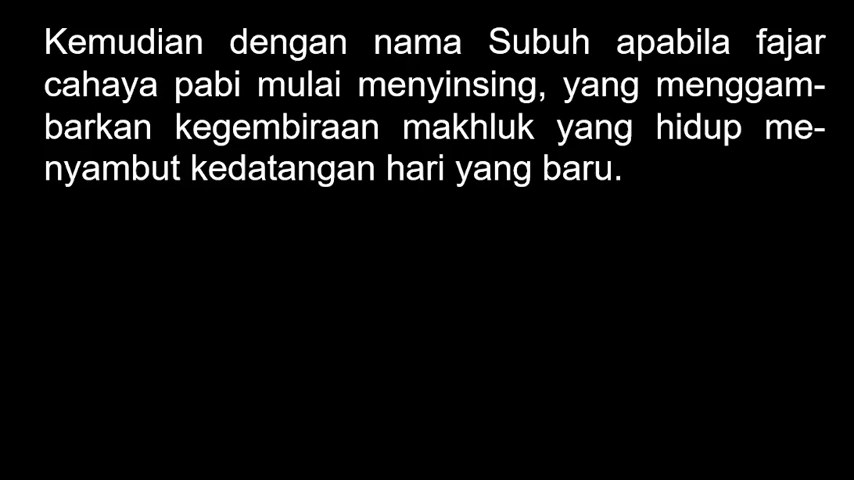 Kemudian dengan nama Subuh apabila fajar
cahaya pabi mulai menyinsing, yang menggam-
barkan kegembiraan makhluk yang hidup me-
nyambut kedatangan hari yang baru.